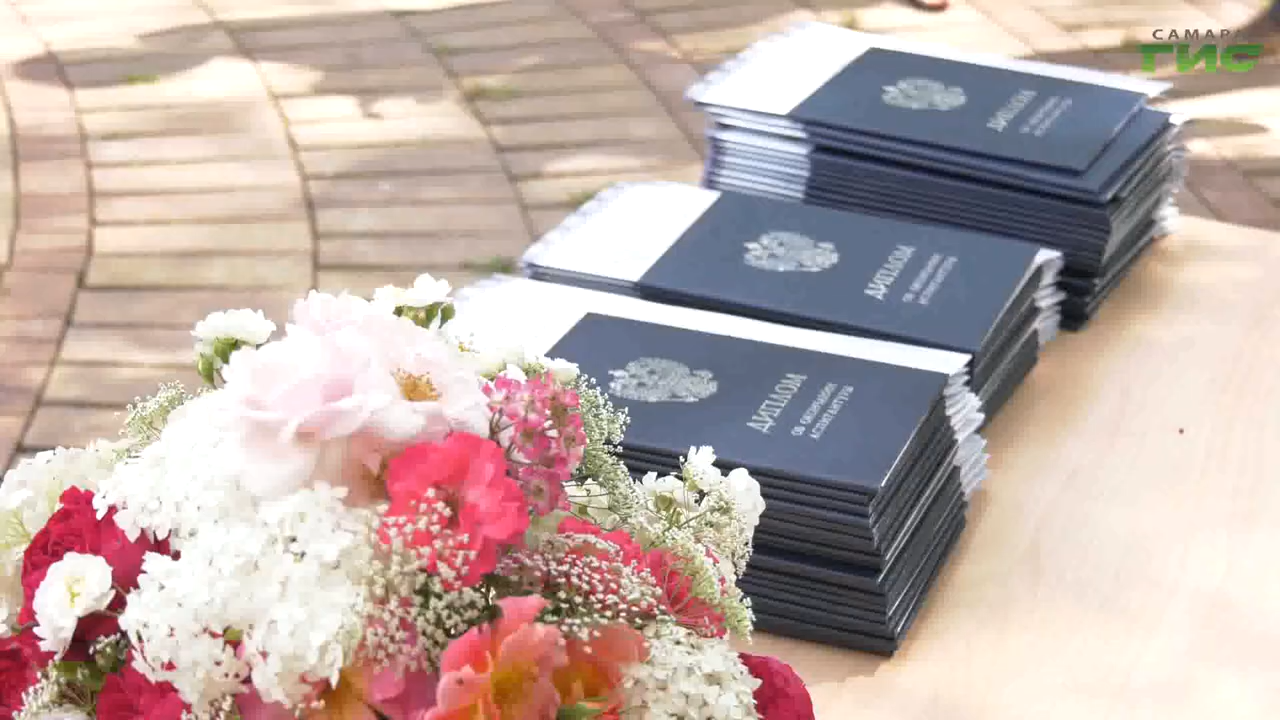 САМАРА
ГИС
ДИПЛОМ
ОБ ОКОНЧАНИИ
АСПИРАНТУРЫ
ДИПЛОМ
ОБ ОКОНЧАНИИ
АСПИРАНТУРЫ
ДИПЛОМ
ОБ ОКОНЧАНИИ
АСПИРАНТУРЫ